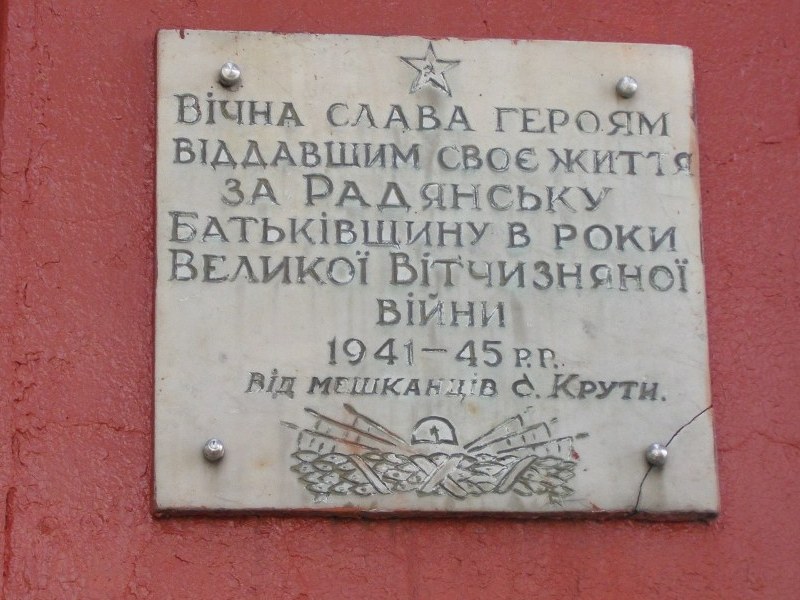 Вічна слава героям
віддавшим своє життя
за Радянську
Батьківщину в роки
Великої Вітчизняної
війни
1941-45 р.р.
від мешканців с. Крути.